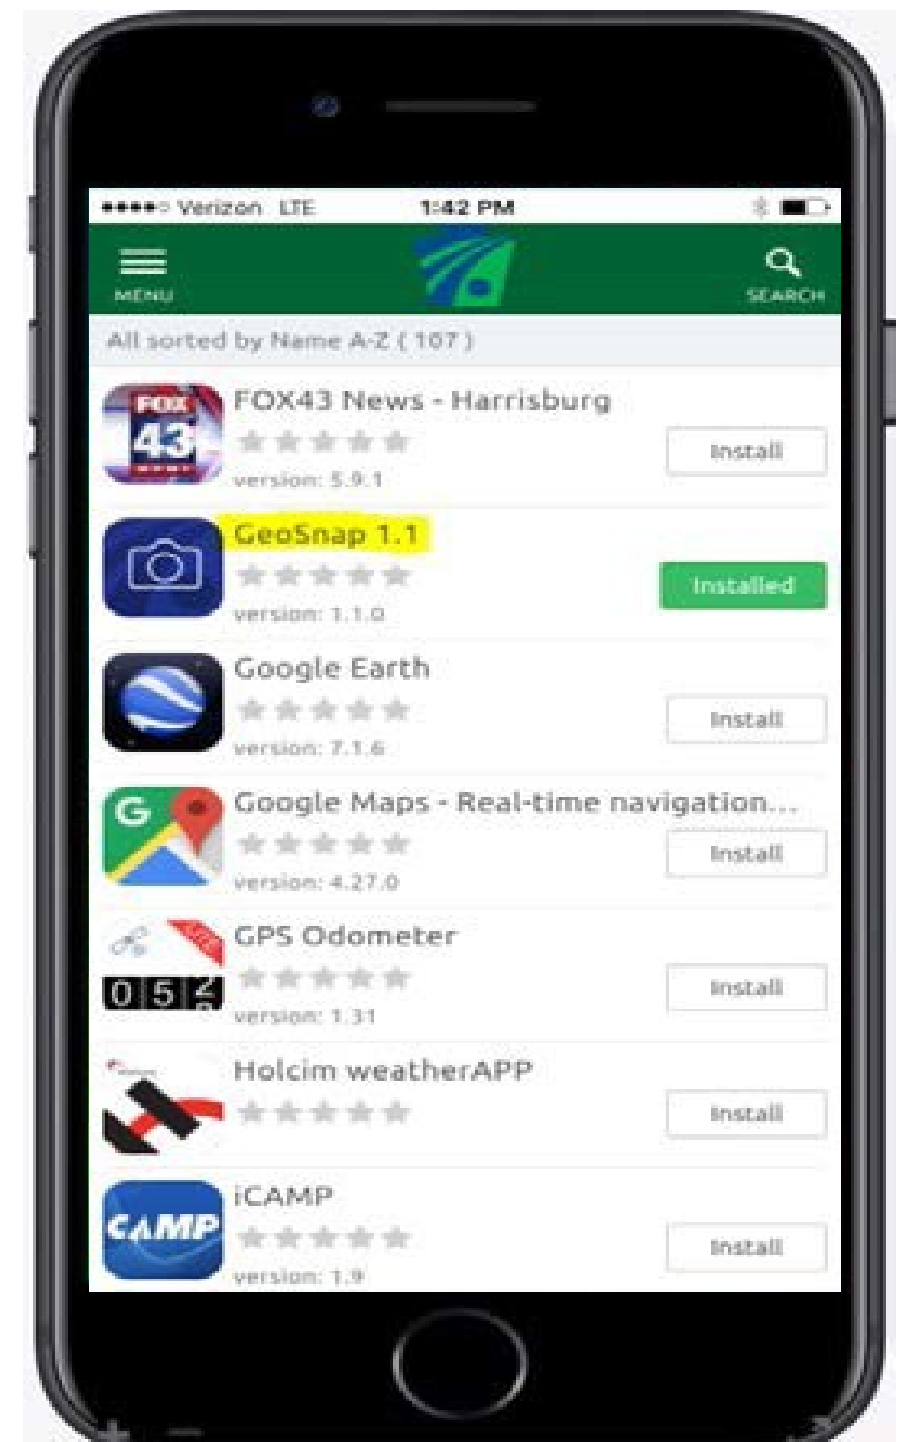 Verizon LTE 1:42 PM
MENU
SEARCH
All sorted by Name A-Z ( 107 )
FOX
43
FOX43 News - Harrisburg
Install
version: 5.9.1
GeoSnap 1.1
Installed
version: 1.1.0
Google Earth
Install
version: 7.1.6
G
Google Maps - Real-time navigation...
Install
version: 4.27.0
LITE
GPS Odometer
0 5
Install
version: 1.31
Holcim weatherAPP
Install
CAMP
iCAMP
Install
version: 1.9